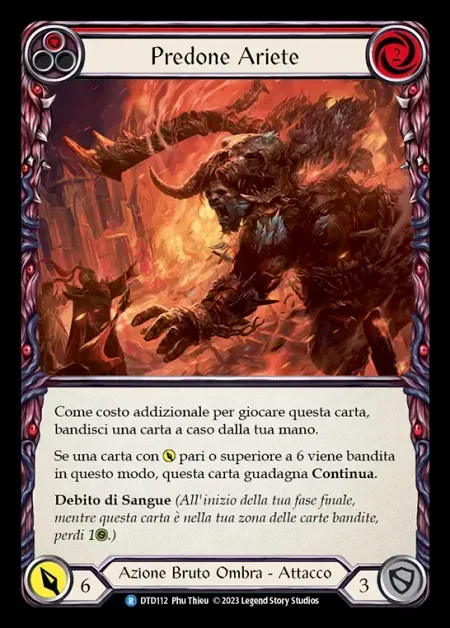 Predone Ariete
2
Come costo addizionale per giocare questa carta,
bandisci una carta a caso dalla tua mano.
Se una carta con pari o superiore a 6 viene bandita
in questo modo, questa carta guadagna Continua.
Debito di Sangue (All'inizio della tua fase finale,
mentre questa carta è nella tua zona delle carte bandite,
perdi 1.)
6
Azione Bruto Ombra - Attacco
3
R DTD112 Phu Thieu © 2023 Legend Story Studios